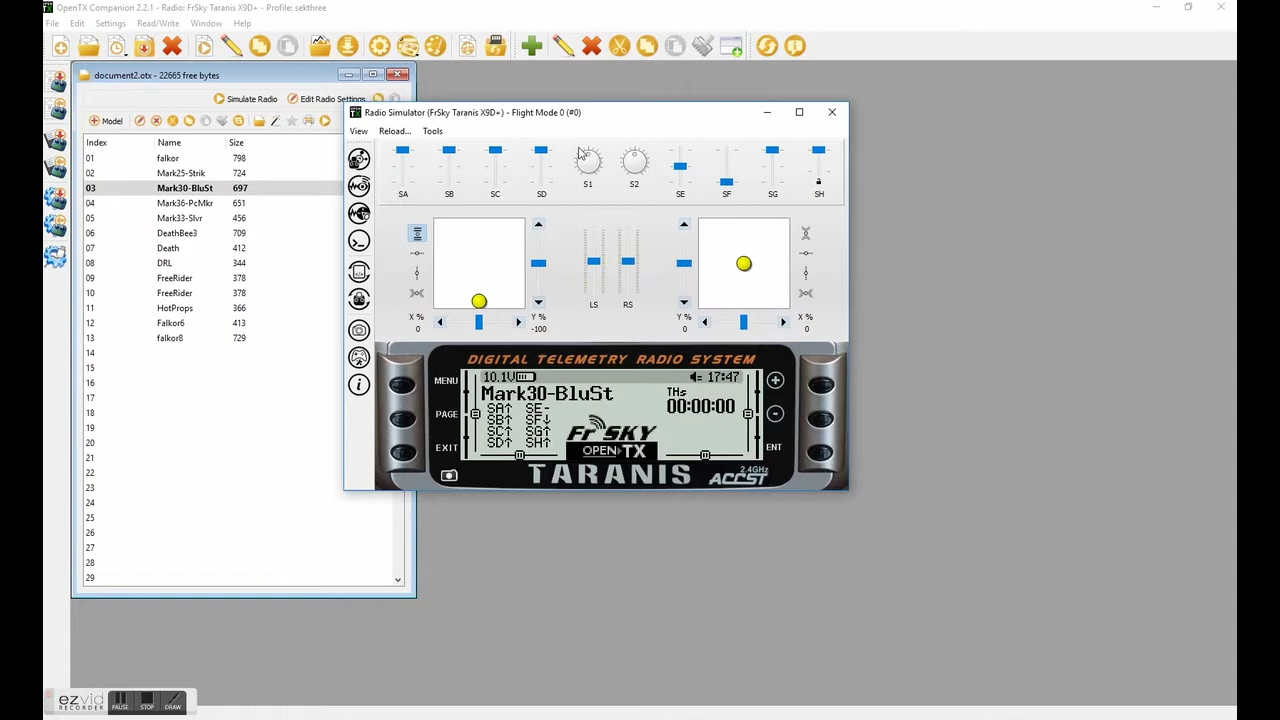 OpenTX Companion 2.2.1 - Radio: FrSky Taranis X9D+ - Profile: sekthree
File Edit Settings Read/Write Window Help
document2.otx - 22665 free bytes
Simulate Radio Edit Radio Settings
Model
Index Name Size
01 falkor 798
02 Mark25-Strik 724
03 Mark30-BluSt 697
04 Mark36-PcMkr 651
05 Mark33-Slvr 456
06 DeathBee3 709
07 Death 412
08 DRL 344
09 FreeRider 378
10 FreeRider 378
11 HotProps 366
12 Falkor6 413
13 falkor8 729
14
15
16
17
18
19
20
21
22
23
24
25
26
27
28
29
Radio Simulator (FrSky Taranis X9D+) - Flight Mode 0 (#0)
View Reload... Tools
S1 S2
SA SB SC SD SE SF SG SH
LS RS
X % Y % Y % X %
0 -100 0 0
DIGITAL TELEMETRY RADIO SYSTEM
MENU
PAGE
EXIT
10.1V 17:47
Mark30-BluSt THs
00:00:00
SA↑ SE-
SB↑ SF↓
SC↑ SG↑
SD↑ SH↑
FrSKY
OPEN TX
+
-
ENT
TARANIS 2.4GHz
ACCST
ezvid
RECORDER
PAUSE STOP DRAW